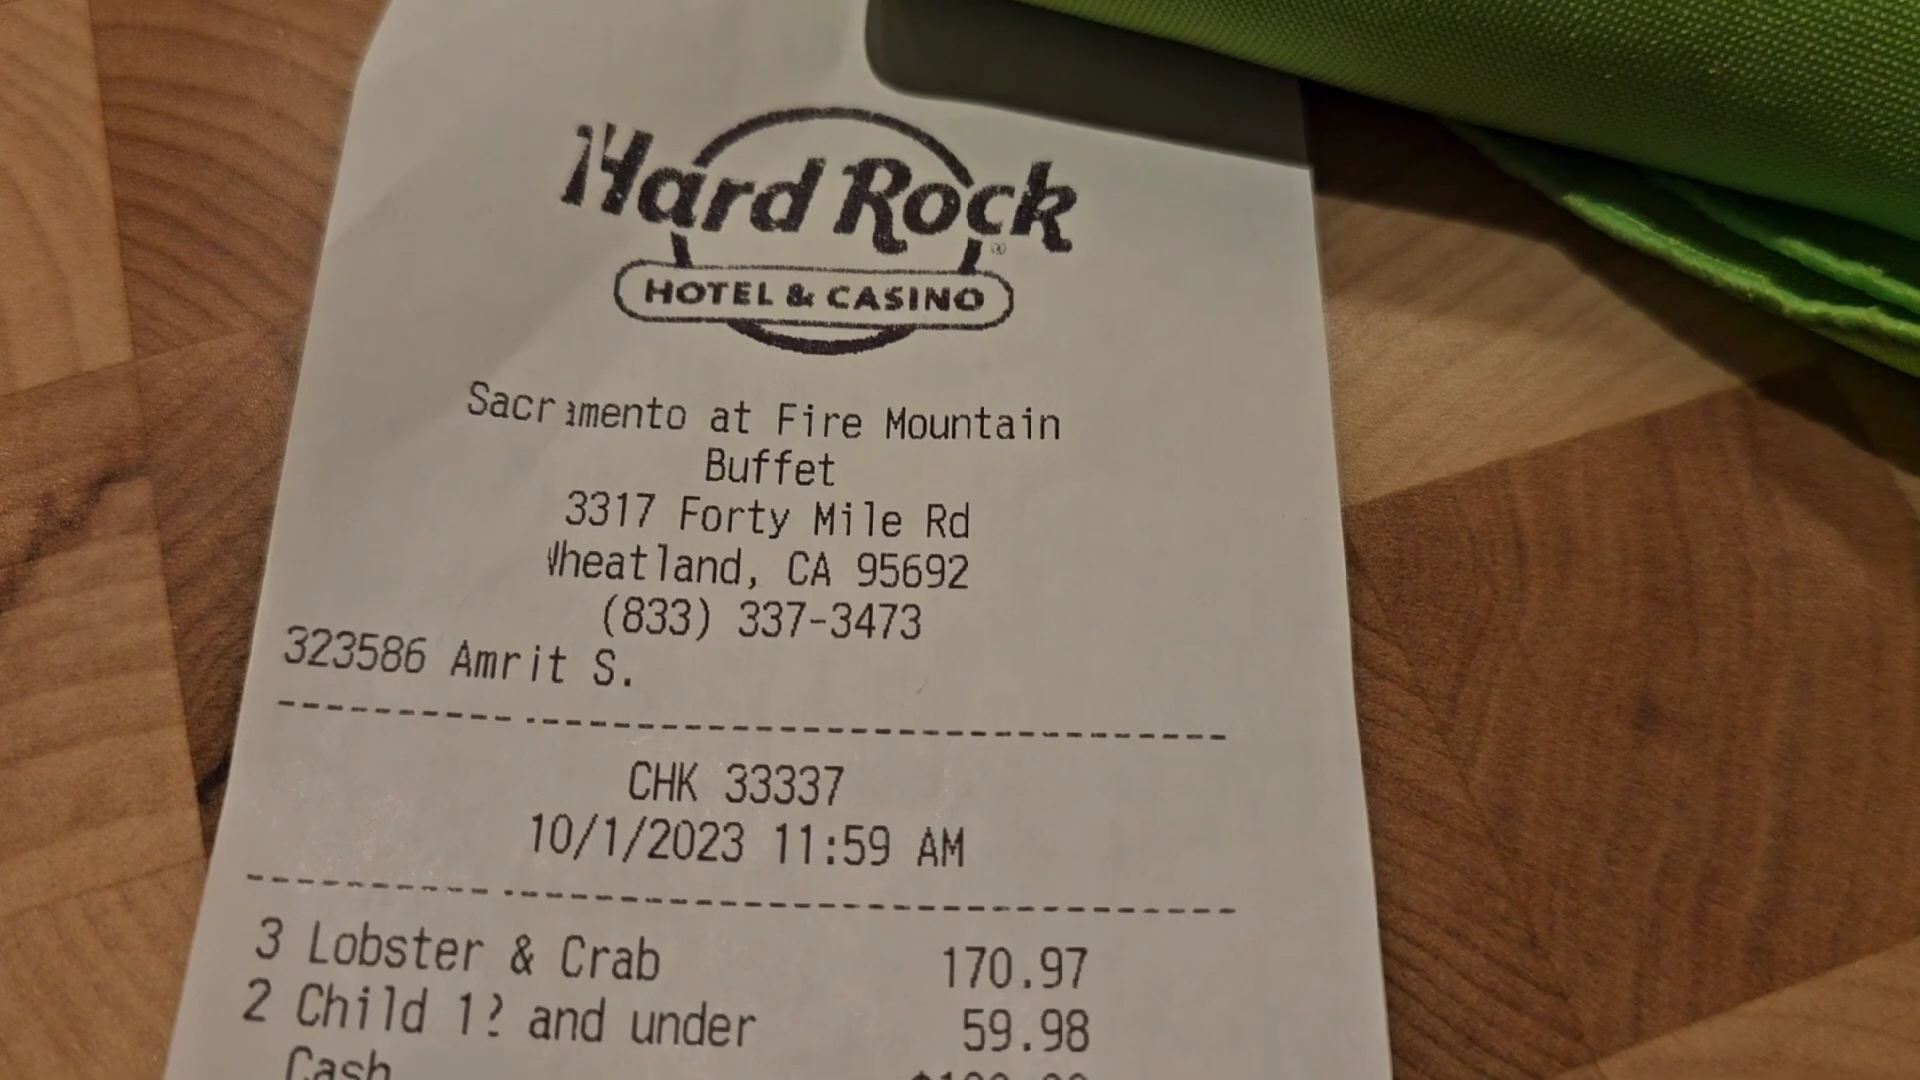 Hard Rock
HOTEL & CASINO
Sacramento at Fire Mountain
Buffet
3317 Forty Mile Rd
Wheatland, CA 95692
(833) 337-3473
323586 Amrit S.
CHK 33337
10/1/2023 11:59 AM
3 Lobster & Crab 170.97
2 Child 1? and under 59.98
Cash